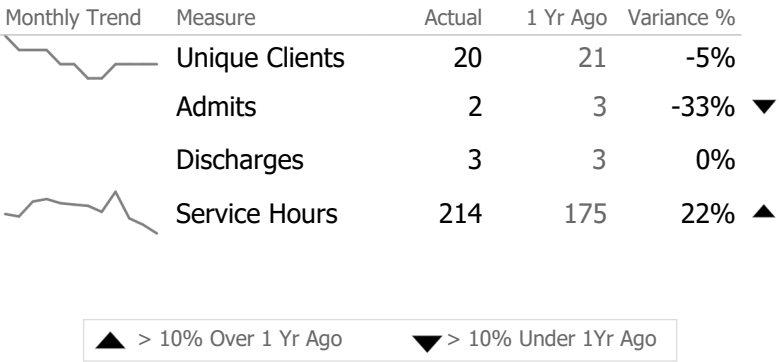 Monthly Trend Measure Actual 1 Yr Ago Variance %
Unique Clients 20 21 -5%
Admits 2 3 -33% ▼
Discharges 3 3 0%
Service Hours 214 175 22% ▲
▲ > 10% Over 1 Yr Ago ▼ > 10% Under 1Yr Ago